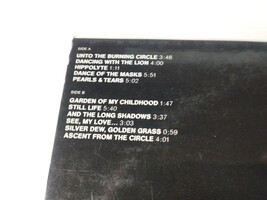 SIDE A
UNTO THE BURNING CIRCLE 3:48
DANCING WITH THE LION 4:00
HIPPOLYTE 1:11
DANCE OF THE MASKS 5:51
PEARLS & TEARS 5:02
SIDE B
GARDEN OF MY CHILDHOOD 1:47
STILL LIFE 5:40
AND THE LONG SHADOWS 3:37
SEE, MY LOVE... 3:03
SILVER DEW, GOLDEN GRASS 0:59
ASCENT FROM THE CIRCLE 4:01